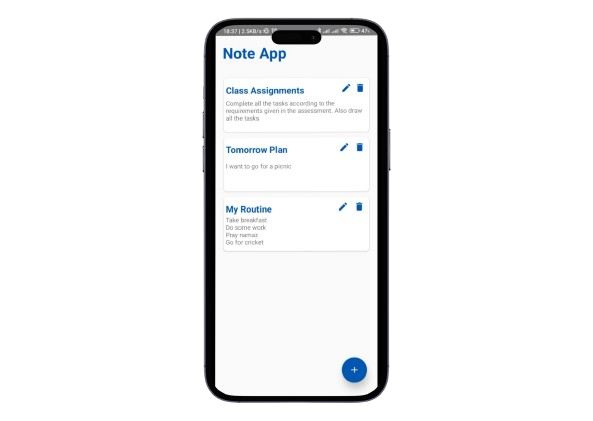 18:37 | 2.5KB/s
47
Note App
Class Assignments
Complete all the tasks according to the
requirements given in the assessment. Also draw
all the tasks
Tomorrow Plan
I want to go for a picnic
My Routine
Take breakfast
Do some work
Pray namaz
Go for cricket
+